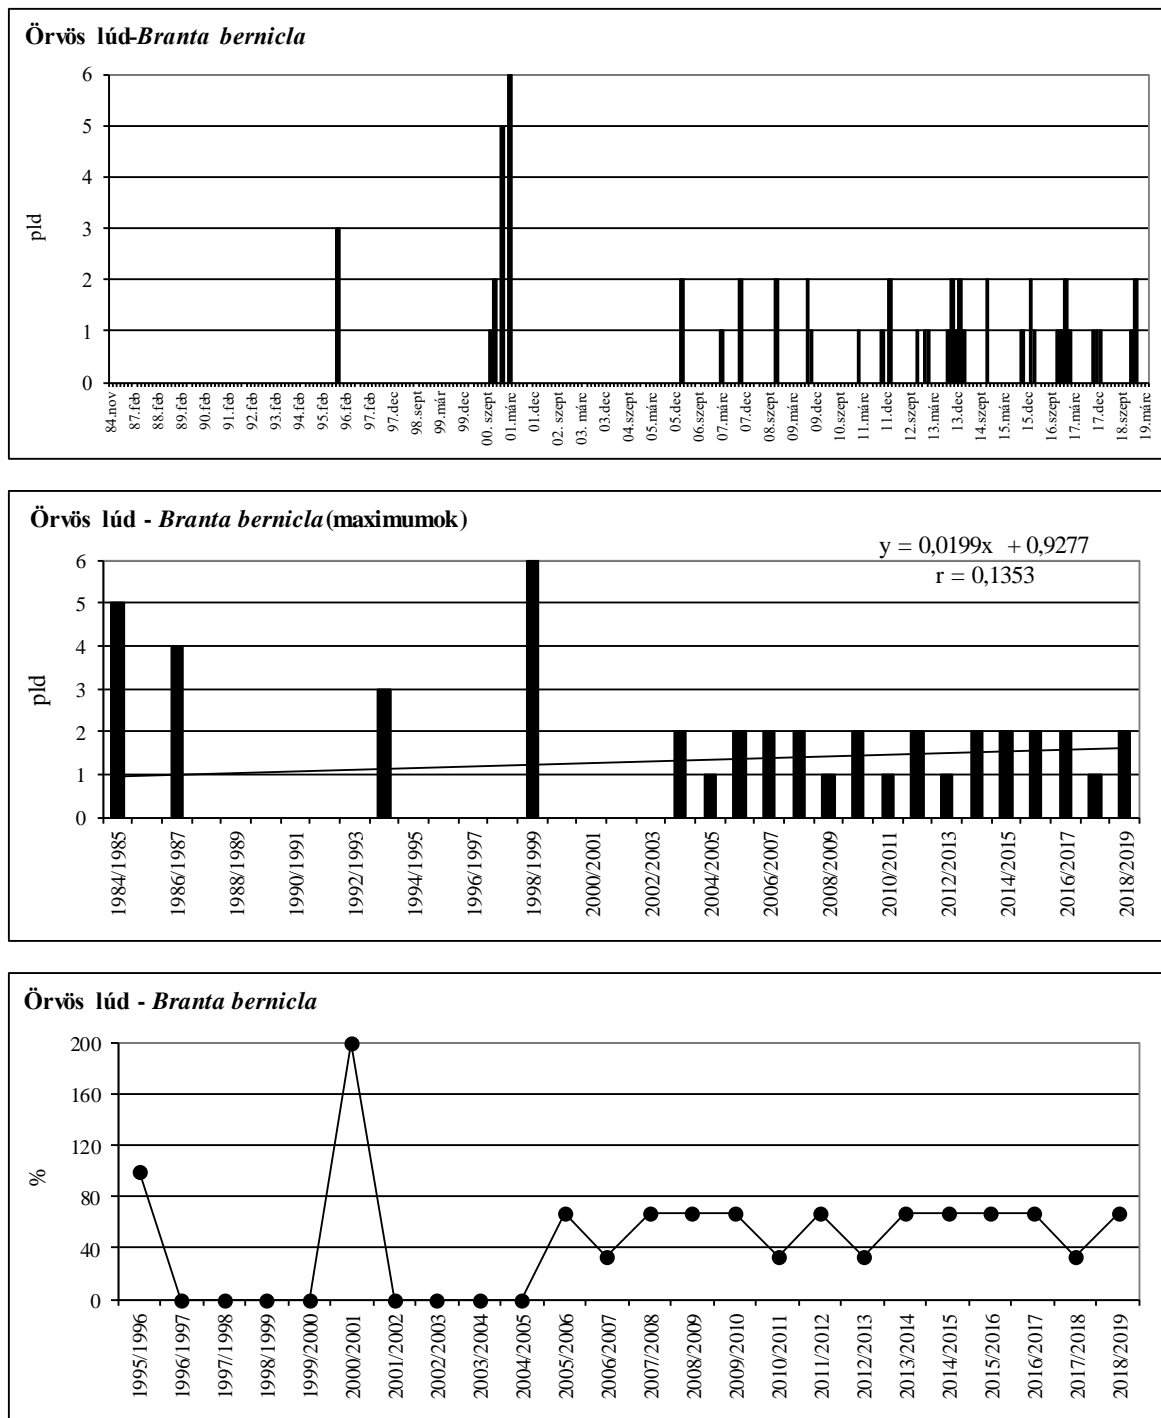 Örvös lúd-Branta bernicla
6
5
4
3
2
1
0
pld
84.nov
87.feb
88.feb
89.feb
90.feb
91.feb
92.feb
93.feb
94.feb
95.feb
96.feb
97.feb
97.dec
98.sept
99.már
99.dec
00. szept
01.márc
01.dec
02. szept
03. márc
03.dec
04.szept
05.márc
05.dec
06.szept
07.márc
07.dec
08.szept
09.márc
09.dec
10.szept
11.márc
11.dec
12.szept
13.márc
13.dec
14.szept
15.márc
15.dec
16.szept
17.márc
17.dec
18.szept
19.márc
Örvös lúd - Branta bernicla(maximumok)
y = 0,0199x + 0,9277
r = 0,1353
6
5
4
3
2
1
0
pld
1984/1985
1986/1987
1988/1989
1990/1991
1992/1993
1994/1995
1996/1997
1998/1999
2000/2001
2002/2003
2004/2005
2006/2007
2008/2009
2010/2011
2012/2013
2014/2015
2016/2017
2018/2019
Örvös lúd - Branta bernicla
200
160
120
80
40
0
%
1995/1996
1996/1997
1997/1998
1998/1999
1999/2000
2000/2001
2001/2002
2002/2003
2003/2004
2004/2005
2005/2006
2006/2007
2007/2008
2008/2009
2009/2010
2010/2011
2011/2012
2012/2013
2013/2014
2014/2015
2015/2016
2016/2017
2017/2018
2018/2019